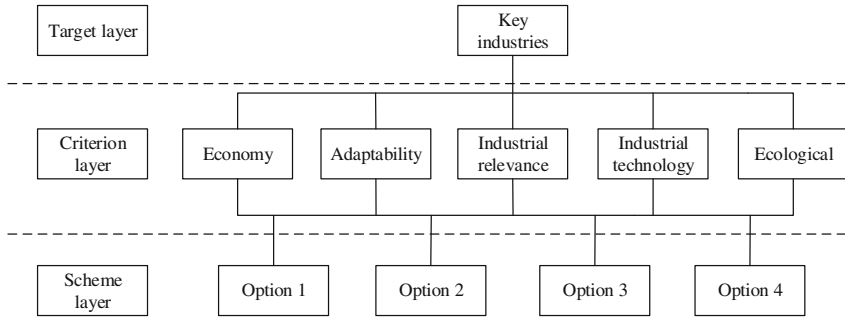 Target layer
Key
industries
Criterion
layer
Economy
Adaptability
Industrial
relevance
Industrial
technology
Ecological
Scheme
layer
Option 1
Option 2
Option 3
Option 4